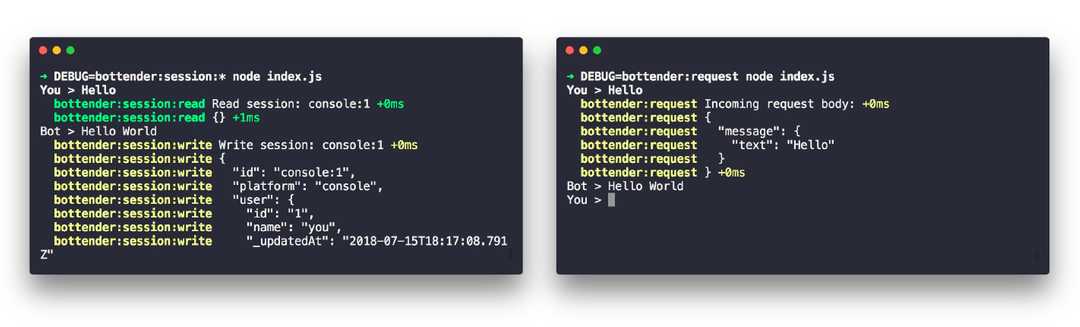 ➜ DEBUG=bottender:session:* node index.js
You > Hello
  bottender:session:read Read session: console:1 +0ms
  bottender:session:read {} +1ms
Bot > Hello World
  bottender:session:write Write session: console:1 +0ms
  bottender:session:write {
  bottender:session:write   "id": "console:1",
  bottender:session:write   "platform": "console",
  bottender:session:write   "user": {
  bottender:session:write     "id": "1",
  bottender:session:write     "name": "you",
  bottender:session:write     "_updatedAt": "2018-07-15T18:17:08.791
Z"
➜ DEBUG=bottender:request node index.js
You > Hello
  bottender:request Incoming request body: +0ms
  bottender:request {
  bottender:request   "message": {
  bottender:request     "text": "Hello"
  bottender:request   }
  bottender:request } +0ms
Bot > Hello World
You >